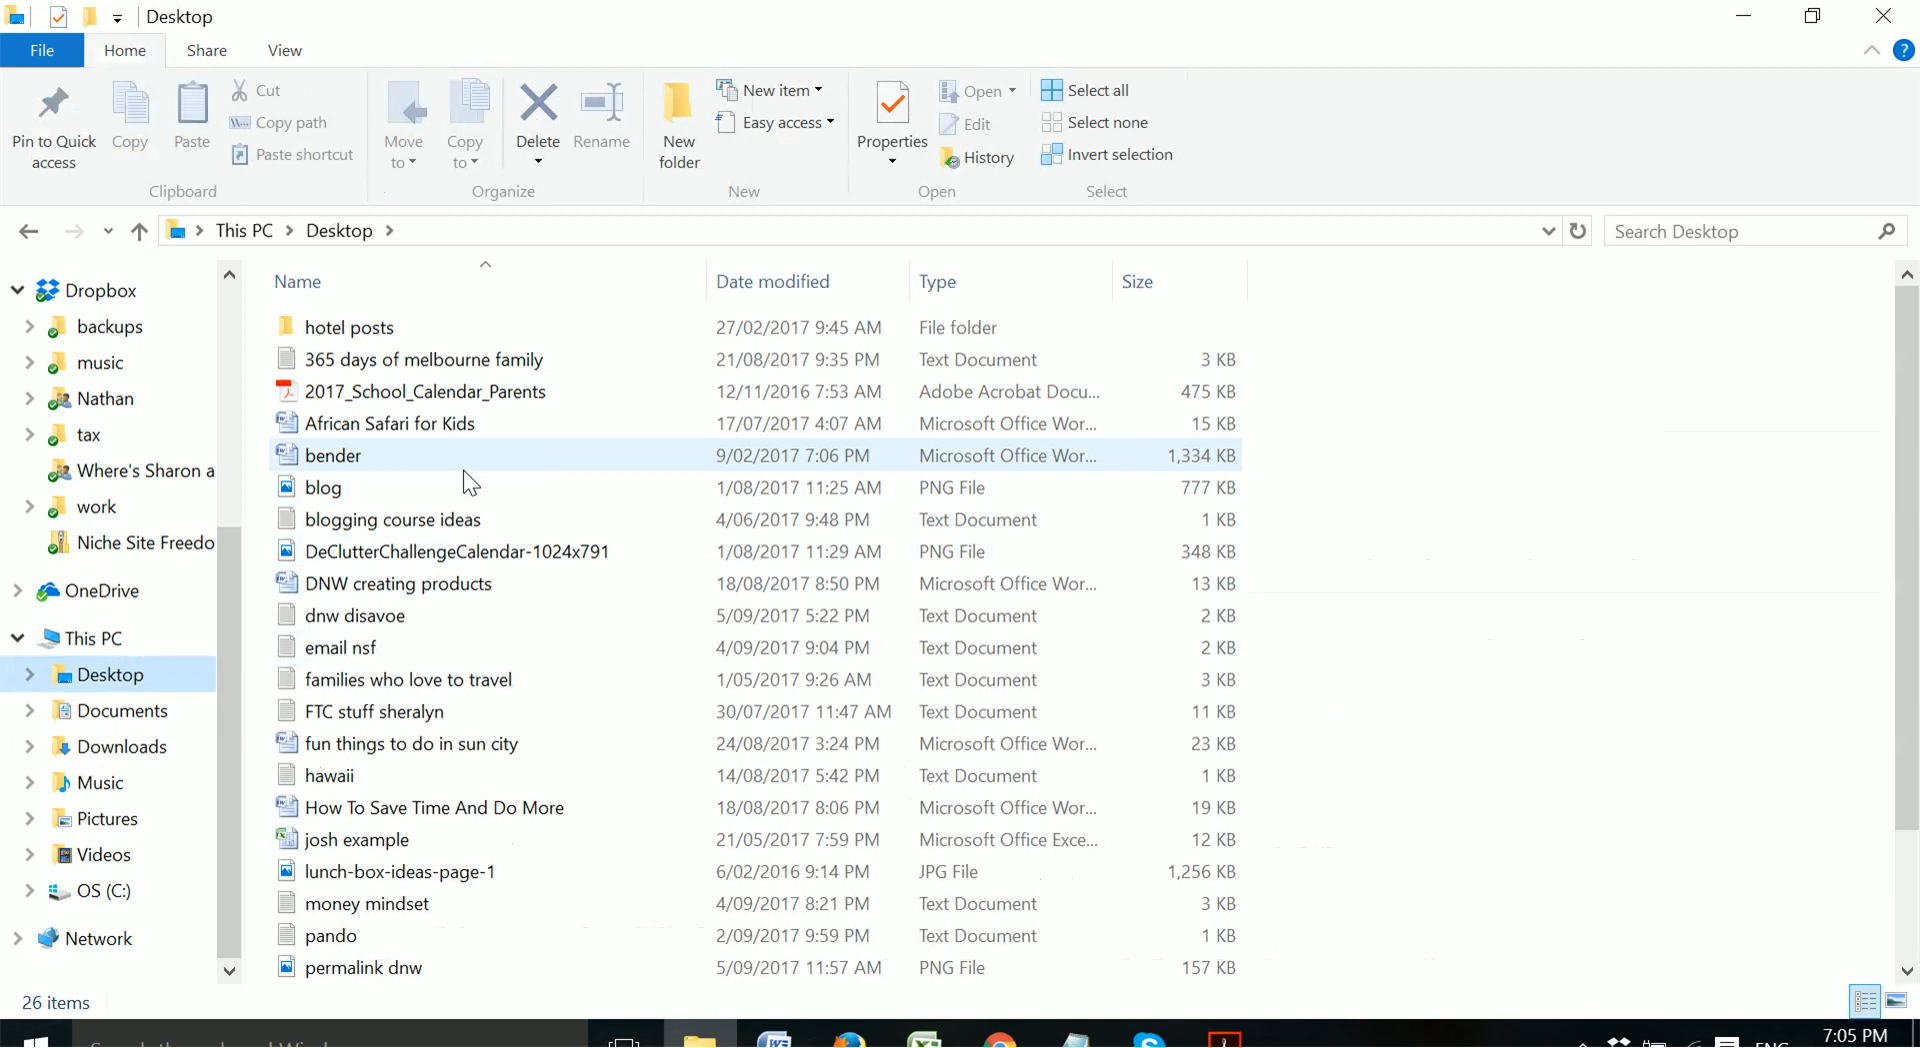 Desktop
File Home Share View
Pin to Quick access
Copy
Paste
Cut
Copy path
Paste shortcut
Clipboard
Move to
Copy to
Delete
Rename
Organize
New folder
New item
Easy access
New
Properties
Open
Edit
History
Open
Select all
Select none
Invert selection
Select
This PC Desktop
Search Desktop
Dropbox
backups
music
Nathan
tax
Where's Sharon a
work
Niche Site Freedo
OneDrive
This PC
Desktop
Documents
Downloads
Music
Pictures
Videos
OS (C:)
Network
Name Date modified Type Size
hotel posts 27/02/2017 9:45 AM File folder
365 days of melbourne family 21/08/2017 9:35 PM Text Document 3 KB
2017_School_Calendar_Parents 12/11/2016 7:53 AM Adobe Acrobat Docu... 475 KB
African Safari for Kids 17/07/2017 4:07 AM Microsoft Office Wor... 15 KB
bender 9/02/2017 7:06 PM Microsoft Office Wor... 1,334 KB
blog 1/08/2017 11:25 AM PNG File 777 KB
blogging course ideas 4/06/2017 9:48 PM Text Document 1 KB
DeClutterChallengeCalendar-1024x791 1/08/2017 11:29 AM PNG File 348 KB
DNW creating products 18/08/2017 8:50 PM Microsoft Office Wor... 13 KB
dnw disavoe 5/09/2017 5:22 PM Text Document 2 KB
email nsf 4/09/2017 9:04 PM Text Document 2 KB
families who love to travel 1/05/2017 9:26 AM Text Document 3 KB
FTC stuff sheralyn 30/07/2017 11:47 AM Text Document 11 KB
fun things to do in sun city 24/08/2017 3:24 PM Microsoft Office Wor... 23 KB
hawaii 14/08/2017 5:42 PM Text Document 1 KB
How To Save Time And Do More 18/08/2017 8:06 PM Microsoft Office Wor... 19 KB
josh example 21/05/2017 7:59 PM Microsoft Office Exce... 12 KB
lunch-box-ideas-page-1 6/02/2016 9:14 PM JPG File 1,256 KB
money mindset 4/09/2017 8:21 PM Text Document 3 KB
pando 2/09/2017 9:59 PM Text Document 1 KB
permalink dnw 5/09/2017 11:57 AM PNG File 157 KB
26 items
7:05 PM